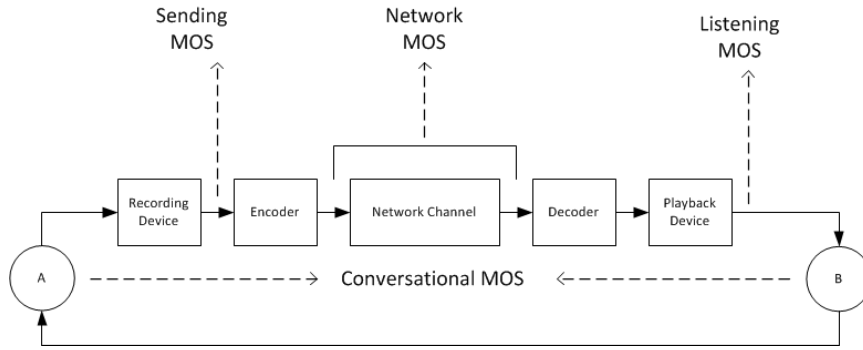 Sending
MOS
Network
MOS
Listening
MOS
Recording
Device
Encoder
Network Channel
Decoder
Playback
Device
A
Conversational MOS
B